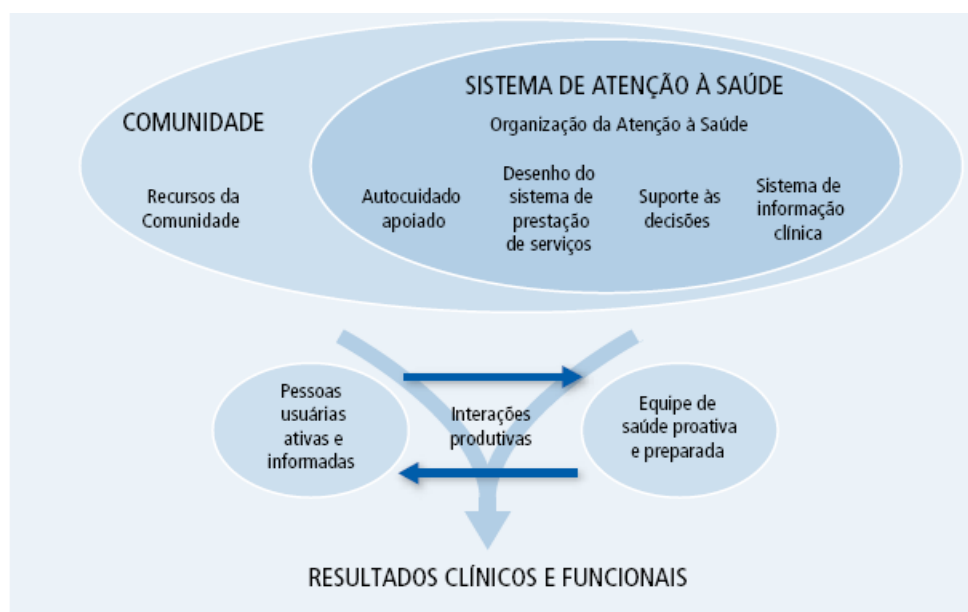 SISTEMA DE ATENÇÃO À SAÚDE
Organização da Atenção à Saúde
COMUNIDADE
Recursos da
Comunidade
Autocuidado
apoiado
Desenho do
sistema de
prestação
de serviços
Suporte às
decisões
Sistema de
informação
clínica
Pessoas
usuárias
ativas e
informadas
Interações
produtivas
Equipe de
saúde proativa
e preparada
RESULTADOS CLÍNICOS E FUNCIONAIS